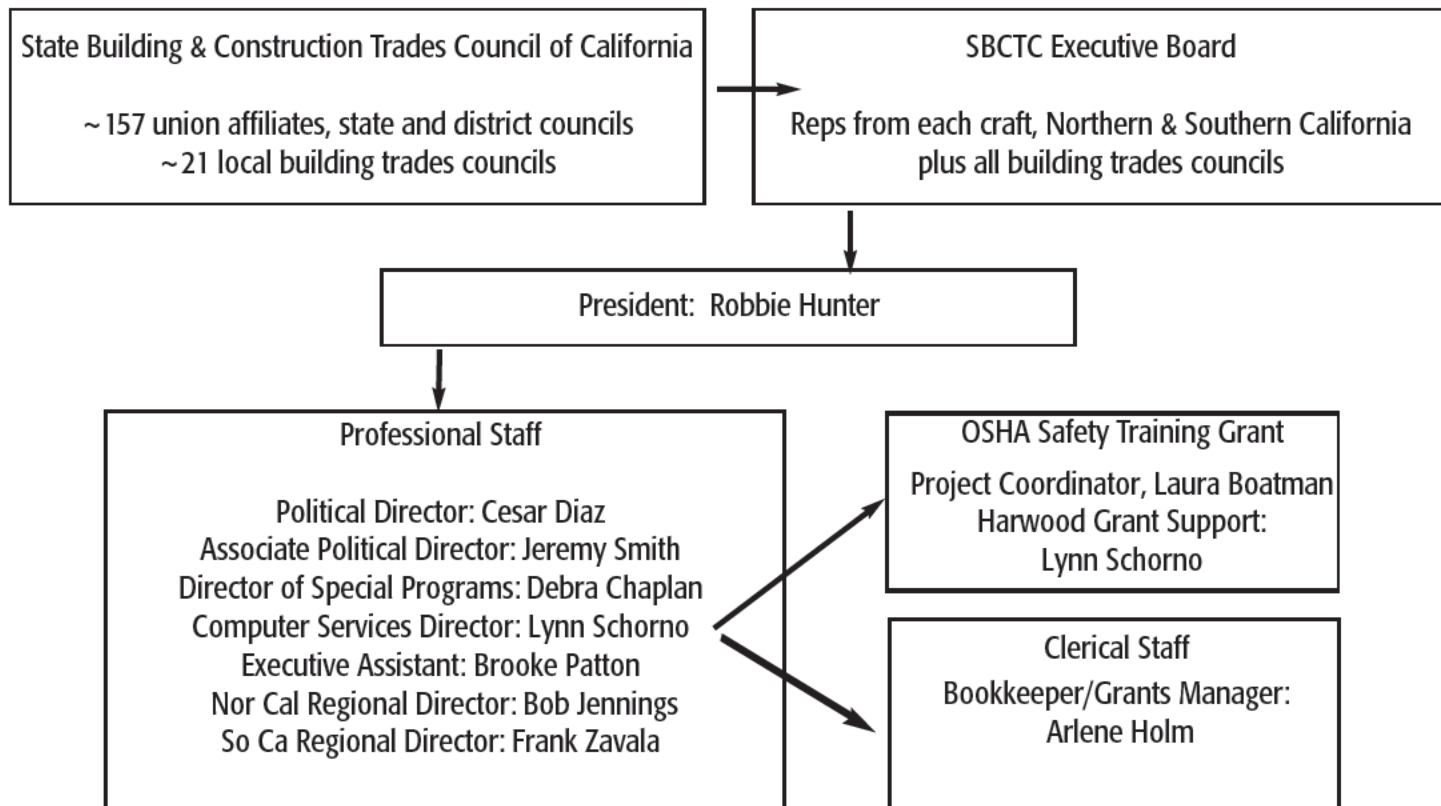 State Building & Construction Trades Council of California
~157 union affiliates, state and district councils
~21 local building trades councils
SBCTC Executive Board
Reps from each craft, Northern & Southern California
plus all building trades councils
President: Robbie Hunter
Professional Staff
Political Director: Cesar Diaz
Associate Political Director: Jeremy Smith
Director of Special Programs: Debra Chaplan
Computer Services Director: Lynn Schorno
Executive Assistant: Brooke Patton
Nor Cal Regional Director: Bob Jennings
So Ca Regional Director: Frank Zavala
OSHA Safety Training Grant
Project Coordinator, Laura Boatman
Harwood Grant Support:
Lynn Schorno
Clerical Staff
Bookkeeper/Grants Manager:
Arlene Holm